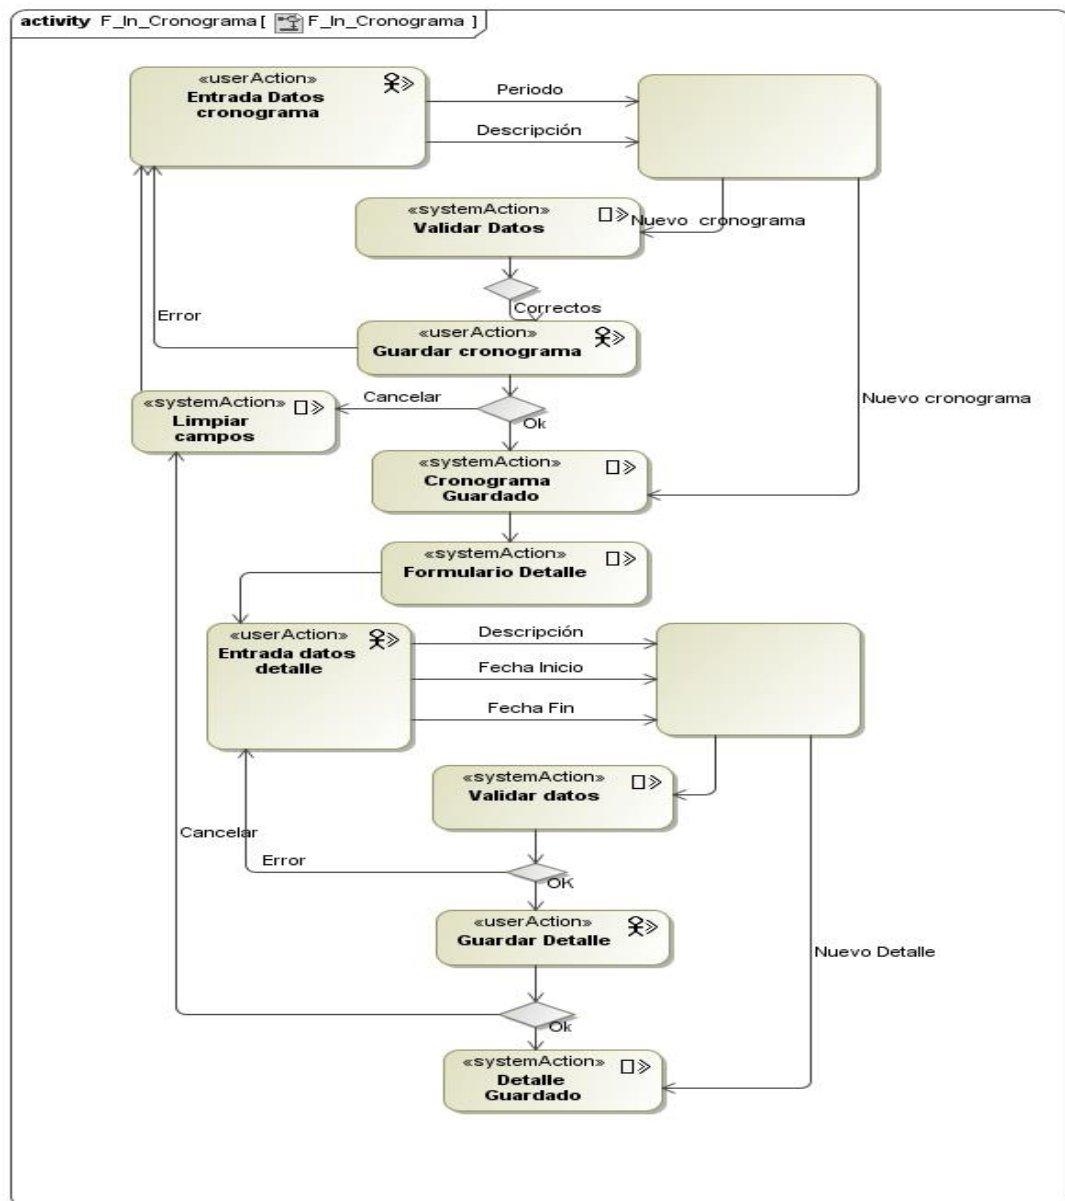 activity F_In_Cronograma [ F_In_Cronograma ]
«userAction»
Entrada Datos
cronograma
Periodo
Descripción
«systemAction»
Validar Datos
Nuevo cronograma
Correctos
Error
«userAction»
Guardar cronograma
«systemAction»
Limpiar
campos
Cancelar
Ok
Nuevo cronograma
«systemAction»
Cronograma
Guardado
«systemAction»
Formulario Detalle
«userAction»
Entrada datos
detalle
Descripción
Fecha Inicio
Fecha Fin
«systemAction»
Validar datos
Cancelar
Error
OK
«userAction»
Guardar Detalle
Nuevo Detalle
Ok
«systemAction»
Detalle
Guardado